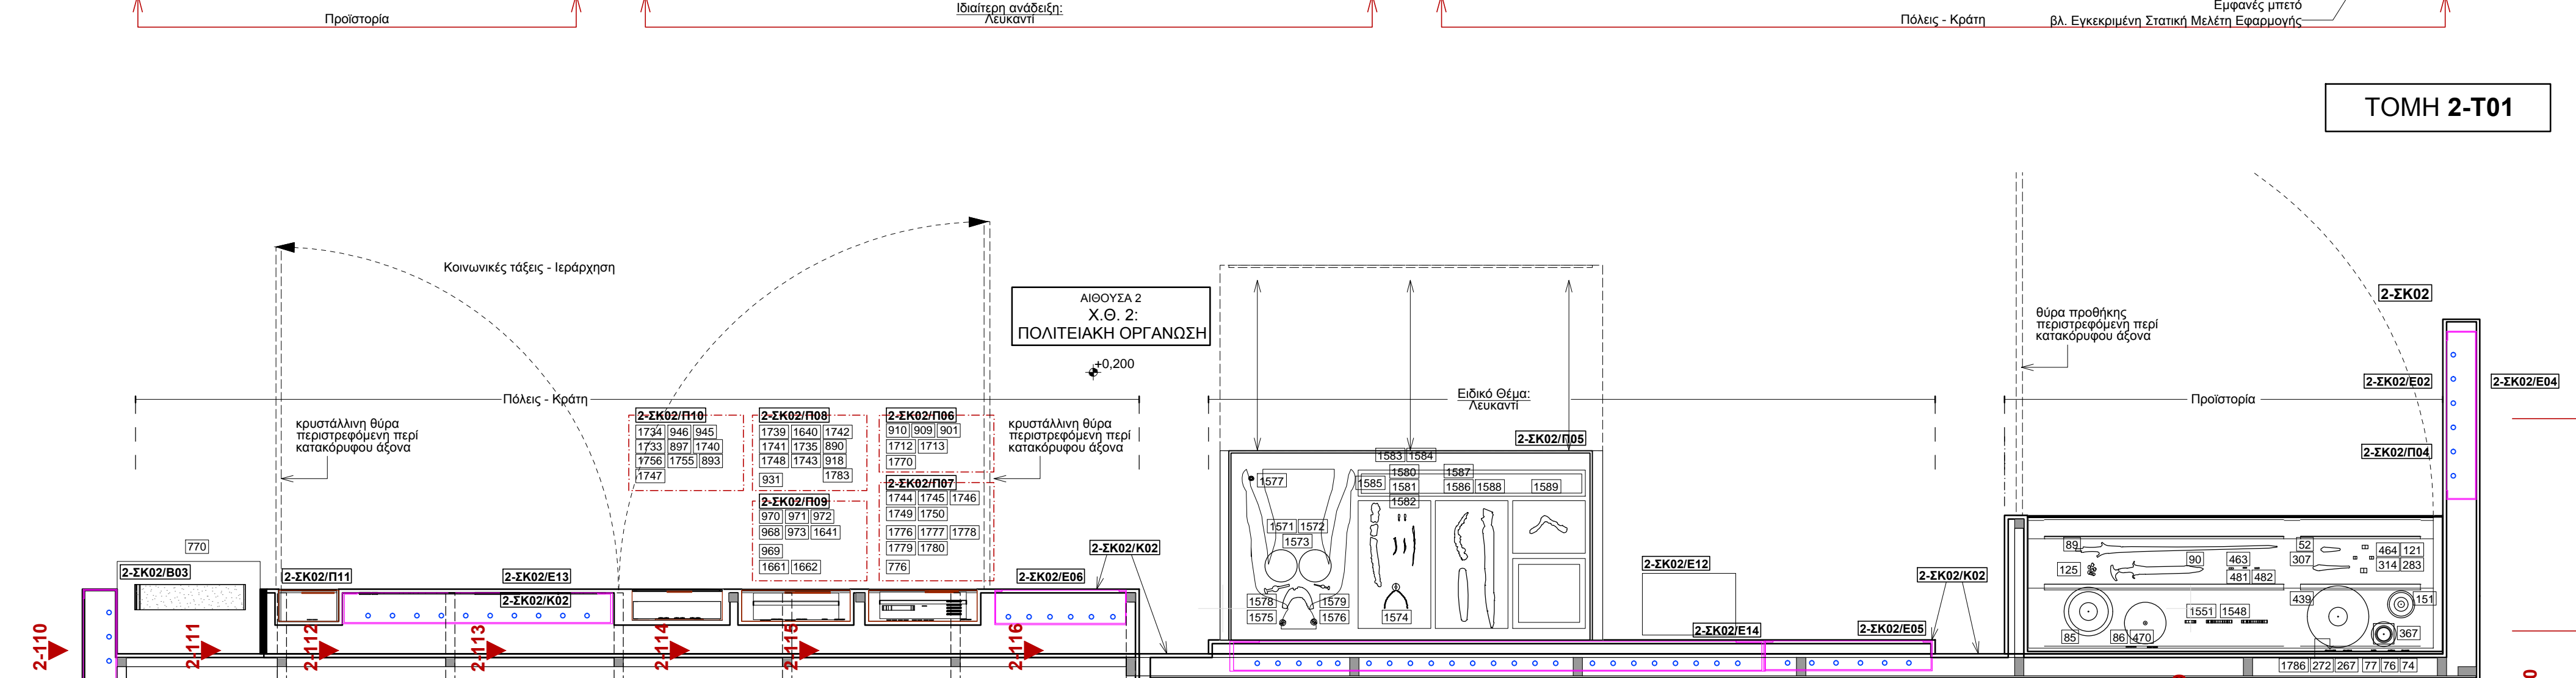 Προϊστορία
Ιδιαίτερη ανάδειξη:
Λευκαντί
Πόλεις - Κράτη
Εμφανές μπετό
βλ. Εγκεκριμένη Στατική Μελέτη Εφαρμογής
ΤΟΜΗ 2-Τ01
Κοινωνικές τάξεις - Ιεράρχηση
ΑΙΘΟΥΣΑ 2
Χ.Θ. 2:
ΠΟΛΙΤΕΙΑΚΗ ΟΡΓΑΝΩΣΗ
+0,200
2-ΣΚ02
θύρα προθήκης
περιστρεφόμενη περί
κατακόρυφου άξονα
2-ΣΚ02/Ε02
2-ΣΚ02/Ε04
Πόλεις - Κράτη
Ειδικό Θέμα:
Λευκαντί
Προϊστορία
κρυστάλλινη θύρα
περιστρεφόμενη περί
κατακόρυφου άξονα
2-ΣΚ02/Π10
1734 946 945
1733 897 1740
1756 1755 893
1747
2-ΣΚ02/Π08
1739 1640 1742
1741 1735 890
1748 1743 918
931 1783
2-ΣΚ02/Π09
970 971 972
968 973 1641
969
1661 1662
2-ΣΚ02/Π06
910 909 901
1712 1713
1770
2-ΣΚ02/Π07
1744 1745 1746
1749 1750
1776 1777 1778
1779 1780
776
κρυστάλλινη θύρα
περιστρεφόμενη περί
κατακόρυφου άξονα
2-ΣΚ02/Π05
2-ΣΚ02/Π04
1583 1584
1577
1585
1580
1581
1582
1587
1586 1588
1589
1571 1572
1573
1578
1575
1579
1576
1574
770
2-ΣΚ02/Β03
2-ΣΚ02/Π11
2-ΣΚ02/Ε13
2-ΣΚ02/Κ02
2-ΣΚ02/Ε06
2-ΣΚ02/Κ02
2-ΣΚ02/Ε12
2-ΣΚ02/Ε14
2-ΣΚ02/Ε05
2-ΣΚ02/Κ02
89
125
90
463
481 482
52
307
464 121
314 283
439
151
1551 1548
85
86 470
367
1786 272 267 77 76 74
2-110
2-111
2-112
2-113
2-114
2-115
2-116